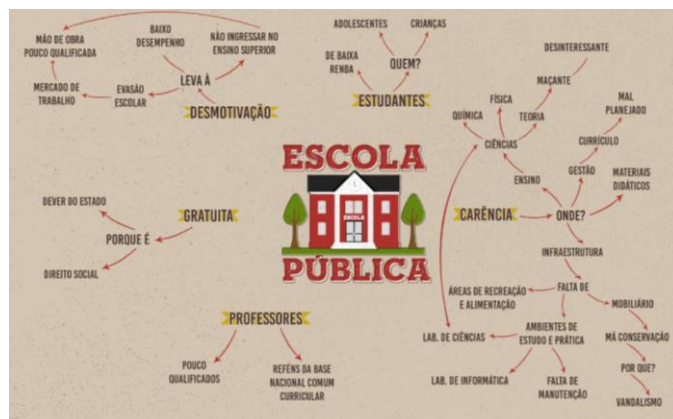 MÃO DE OBRA
POUCO QUALIFICADA
BAIXO
DESEMPENHO
NÃO INGRESSAR NO
ENSINO SUPERIOR
MERCADO DE
TRABALHO
EVASÃO
ESCOLAR
LEVA À
DESMOTIVAÇÃO
ADOLESCENTES
CRIANÇAS
DE BAIXA
RENDA
QUEM?
ESTUDANTES
DESINTERESSANTE
MAÇANTE
FÍSICA
QUÍMICA
TEORIA
CIÊNCIAS
ENSINO
MAL
PLANEJADO
CURRÍCULO
GESTÃO
MATERIAIS
DIDÁTICOS
CARÊNCIA
ONDE?
INFRAESTRUTURA
FALTA DE
ÁREAS DE RECREAÇÃO
E ALIMENTAÇÃO
MOBILIÁRIO
AMBIENTES DE
ESTUDO E PRÁTICA
LAB. DE CIÊNCIAS
MÁ CONSERVAÇÃO
POR QUE?
LAB. DE INFORMÁTICA
FALTA DE
MANUTENÇÃO
VANDALISMO
ESCOLA
ESCOLA
PÚBLICA
DEVER DO ESTADO
GRATUITA
PORQUE É
DIREITO SOCIAL
PROFESSORES
POUCO
QUALIFICADOS
REFÉNS DA BASE
NACIONAL COMUM
CURRICULAR